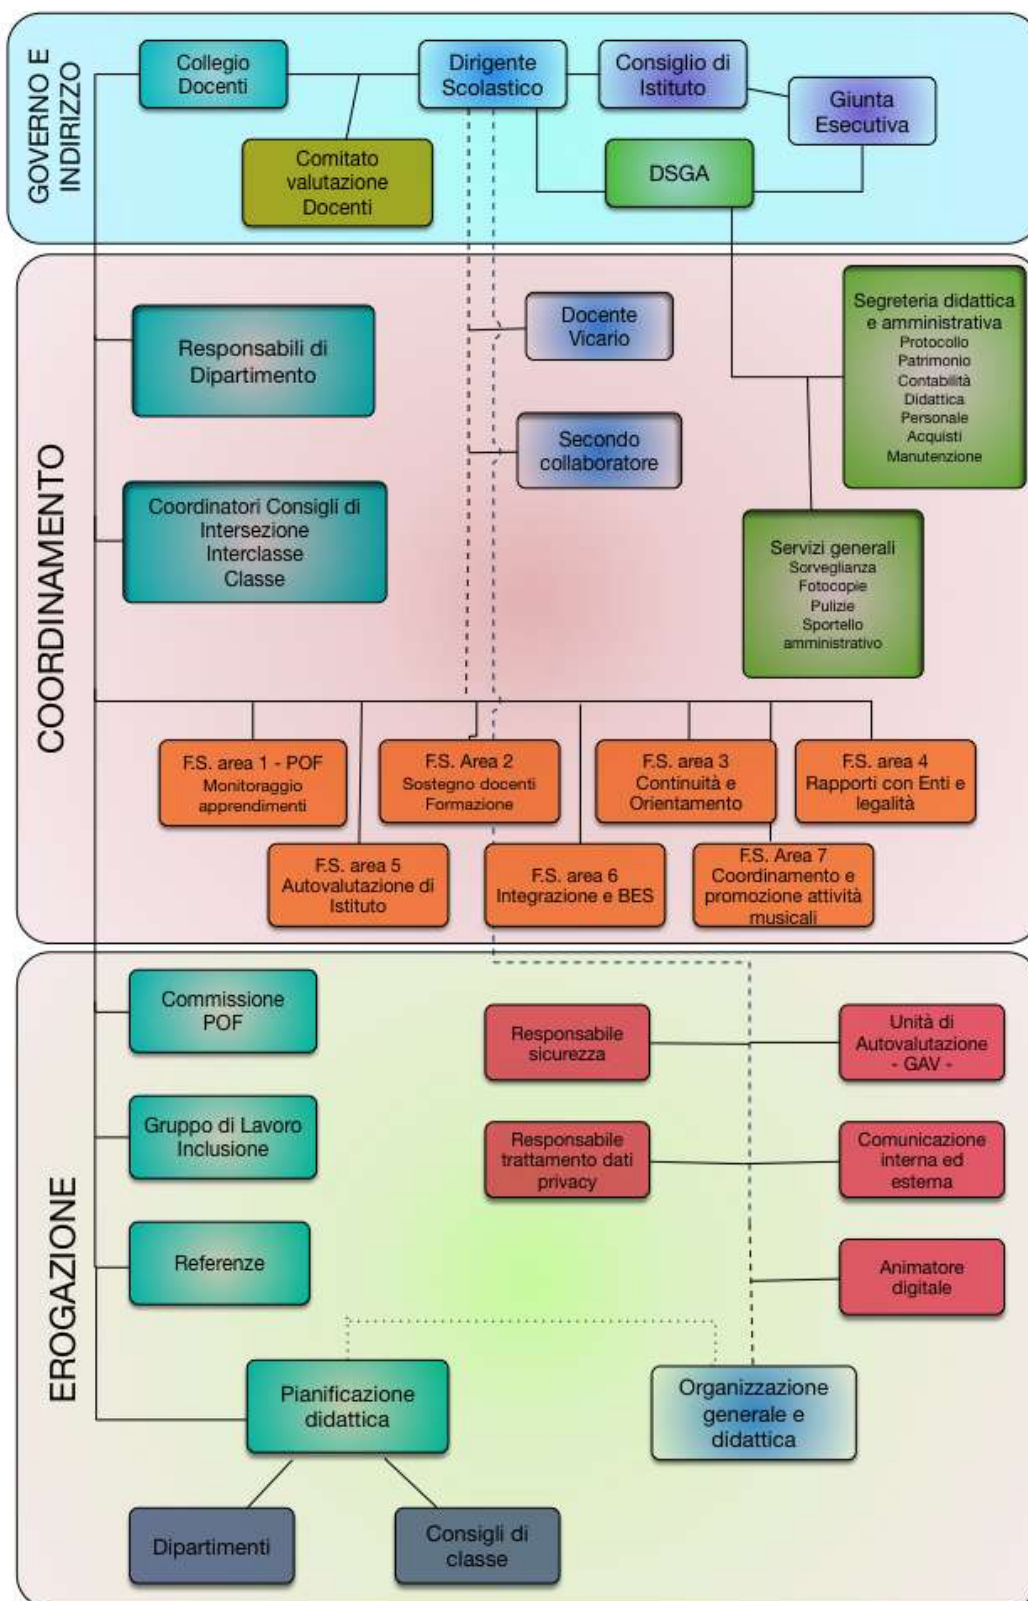 GOVERNO E
INDIRIZZO
Collegio
Docenti
Dirigente
Scolastico
Consiglio di
Istituto
Giunta
Esecutiva
Comitato
valutazione
Docenti
DSGA
COORDINAMENTO
Responsabili di
Dipartimento
Docente
Vicario
Segreteria didattica
e amministrativa
Protocollo
Patrimonio
Contabilità
Didattica
Personale
Acquisti
Manutenzione
Secondo
collaboratore
Coordinatori Consigli di
Intersezione
Interclasse
Classe
Servizi generali
Sorveglianza
Fotocopie
Pulizie
Sportello
amministrativo
F.S. area 1 - POF
Monitoraggio
apprendimenti
F.S. Area 2
Sostegno docenti
Formazione
F.S. area 3
Continuità e
Orientamento
F.S. area 4
Rapporti con Enti e
legalità
F.S. area 5
Autovalutazione di
Istituto
F.S. area 6
Integrazione e BES
F.S. Area 7
Coordinamento e
promozione attività
musicali
EROGAZIONE
Commissione
POF
Responsabile
sicurezza
Unità di
Autovalutazione
- GAV -
Gruppo di Lavoro
Inclusione
Responsabile
trattamento dati
privacy
Comunicazione
interna ed
esterna
Referenze
Animatore
digitale
Pianificazione
didattica
Organizzazione
generale e
didattica
Dipartimenti
Consigli di
classe